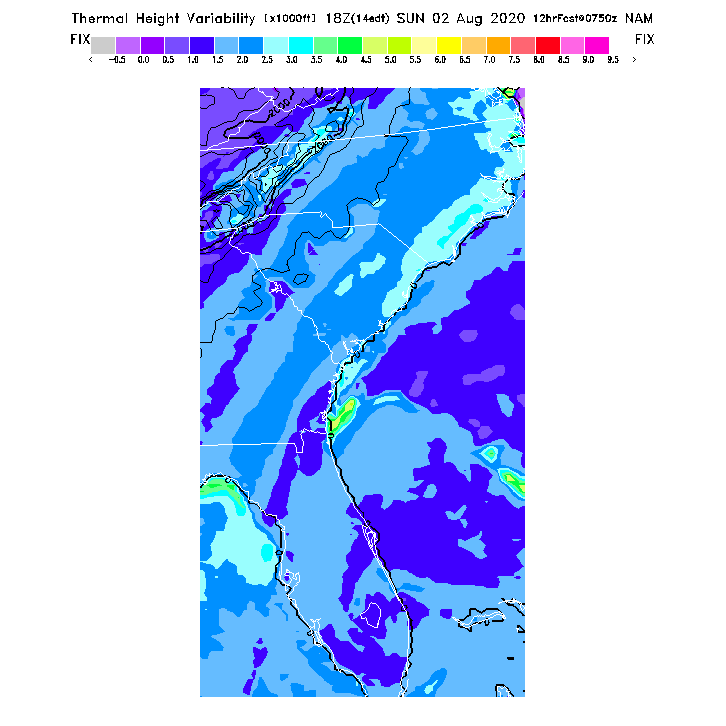 Thermal Height Variability [x1000ft] 18Z(14edt) SUN 02 Aug 2020 12hrFcst@0750z NAM
FIX FIX
< -0.5 0.0 0.5 1.0 1.5 2.0 2.5 3.0 3.5 4.0 4.5 5.0 5.5 6.0 6.5 7.0 7.5 8.0 8.5 9.0 9.5 >
2000